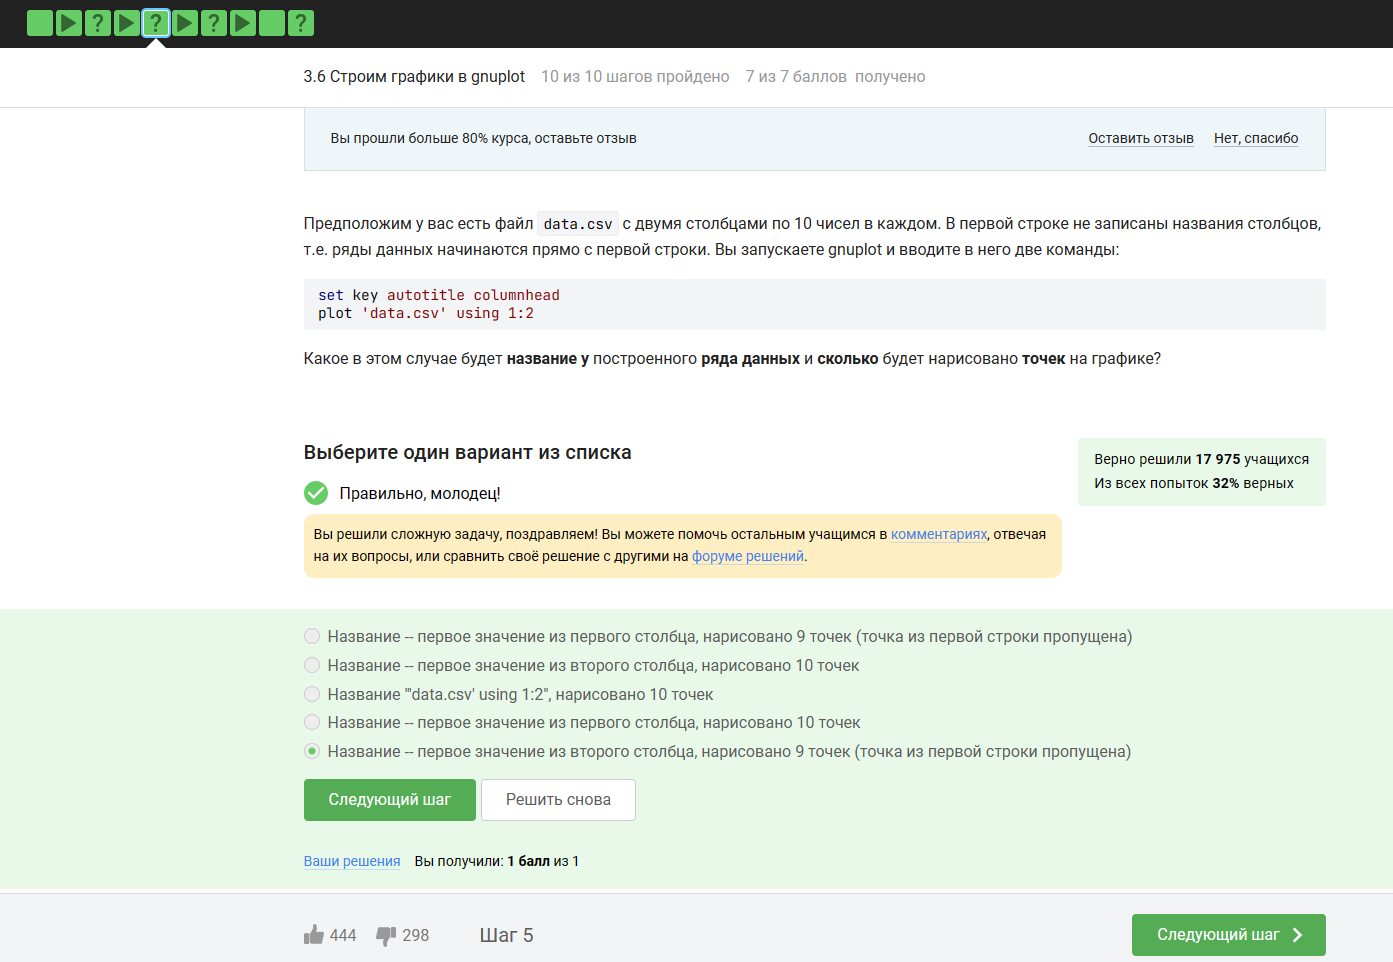 3.6 Строим графики в gnuplot 10 из 10 шагов пройдено 7 из 7 баллов получено
Вы прошли больше 80% курса, оставьте отзыв Оставить отзыв Нет, спасибо
Предположим у вас есть файл data.csv с двумя столбцами по 10 чисел в каждом. В первой строке не записаны названия столбцов,
т.е. ряды данных начинаются прямо с первой строки. Вы запускаете gnuplot и вводите в него две команды:
set key autotitle columnhead
plot 'data.csv' using 1:2
Какое в этом случае будет название у построенного ряда данных и сколько будет нарисовано точек на графике?
Выберите один вариант из списка
Верно решили 17 975 учащихся
Из всех попыток 32% верных
Правильно, молодец!
Вы решили сложную задачу, поздравляем! Вы можете помочь остальным учащимся в комментариях, отвечая
на их вопросы, или сравнить своё решение с другими на форуме решений.
Название -- первое значение из первого столбца, нарисовано 9 точек (точка из первой строки пропущена)
Название -- первое значение из второго столбца, нарисовано 10 точек
Название "'data.csv' using 1:2", нарисовано 10 точек
Название -- первое значение из первого столбца, нарисовано 10 точек
Название -- первое значение из второго столбца, нарисовано 9 точек (точка из первой строки пропущена)
Следующий шаг Решить снова
Ваши решения Вы получили: 1 балл из 1
444 298 Шаг 5 Следующий шаг